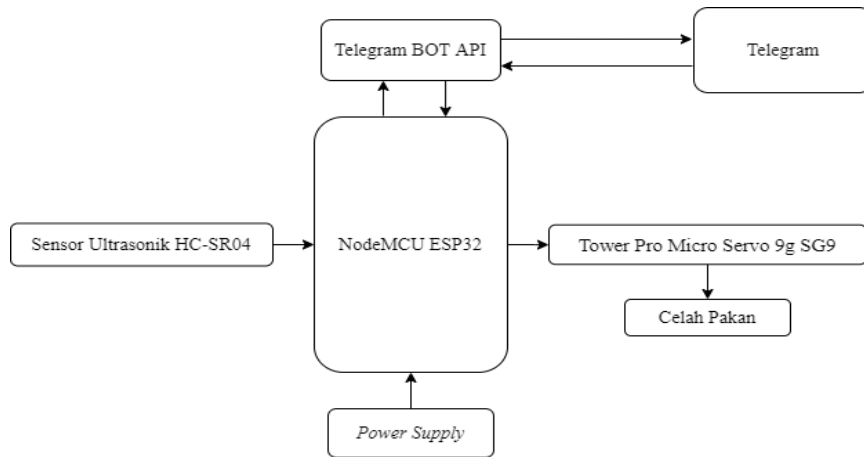 Telegram BOT API
Telegram
Sensor Ultrasonik HC-SR04
NodeMCU ESP32
Tower Pro Micro Servo 9g SG9
Celah Pakan
Power Supply